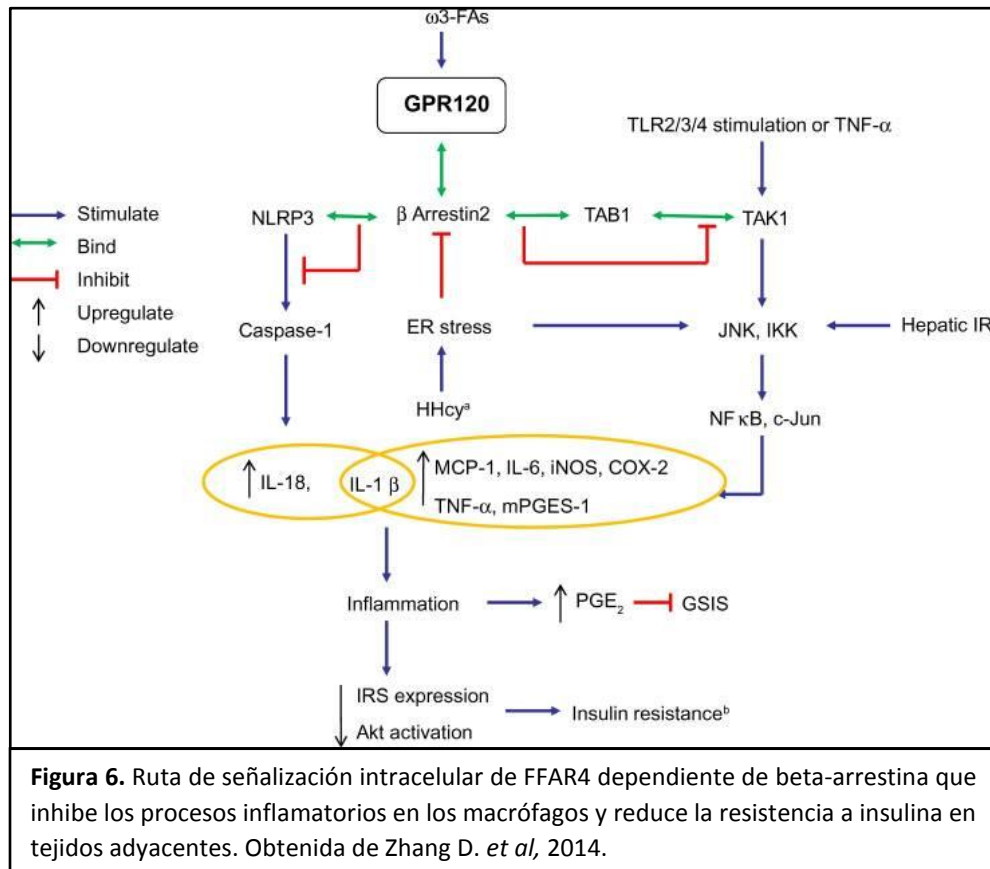 ω3-FAs
GPR120
TLR2/3/4 stimulation or TNF-α
Stimulate
Bind
Inhibit
Upregulate
Downregulate
NLRP3
β Arrestin2
TAB1
TAK1
Caspase-1
ER stress
JNK, IKK
Hepatic IR
HHcyᵃ
NFκB, c-Jun
IL-18,
IL-1 β
MCP-1, IL-6, iNOS, COX-2
TNF-α, mPGES-1
Inflammation
PGE₂
GSIS
IRS expression
Akt activation
Insulin resistanceᵇ
Figura 6. Ruta de señalización intracelular de FFAR4 dependiente de beta-arrestina que
inhibe los procesos inflamatorios en los macrófagos y reduce la resistencia a insulina en
tejidos adyacentes. Obtenida de Zhang D. et al, 2014.